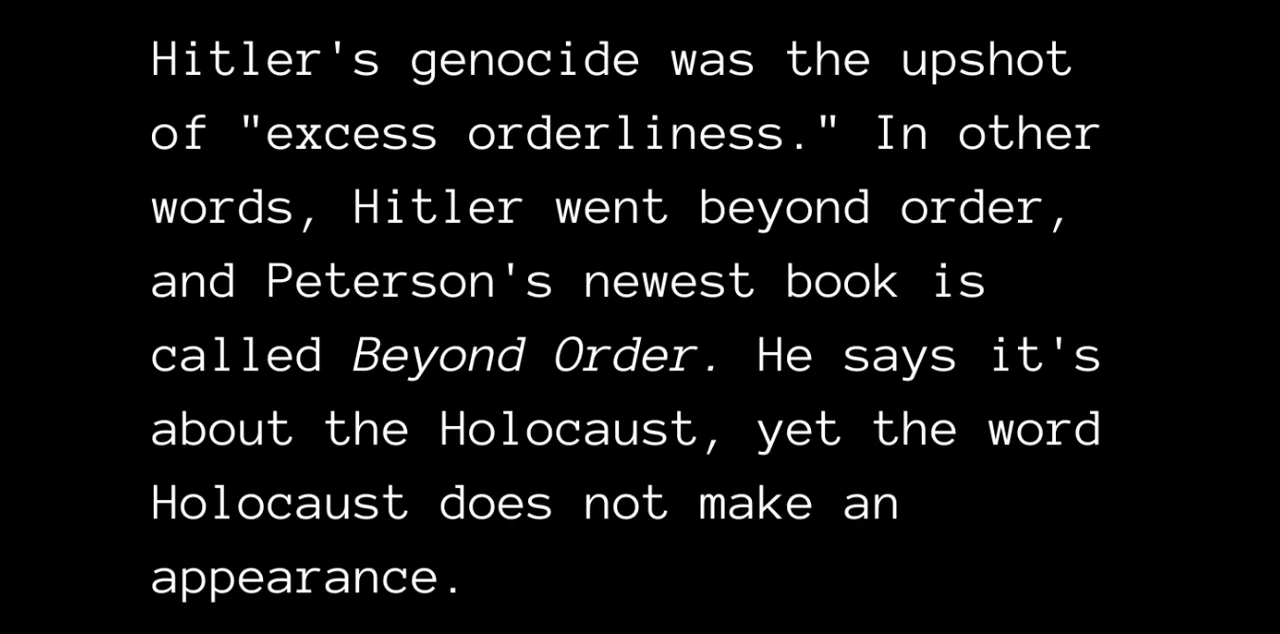 Hitler's genocide was the upshot
of "excess orderliness." In other
words, Hitler went beyond order,
and Peterson's newest book is
called Beyond Order. He says it's
about the Holocaust, yet the word
Holocaust does not make an
appearance.